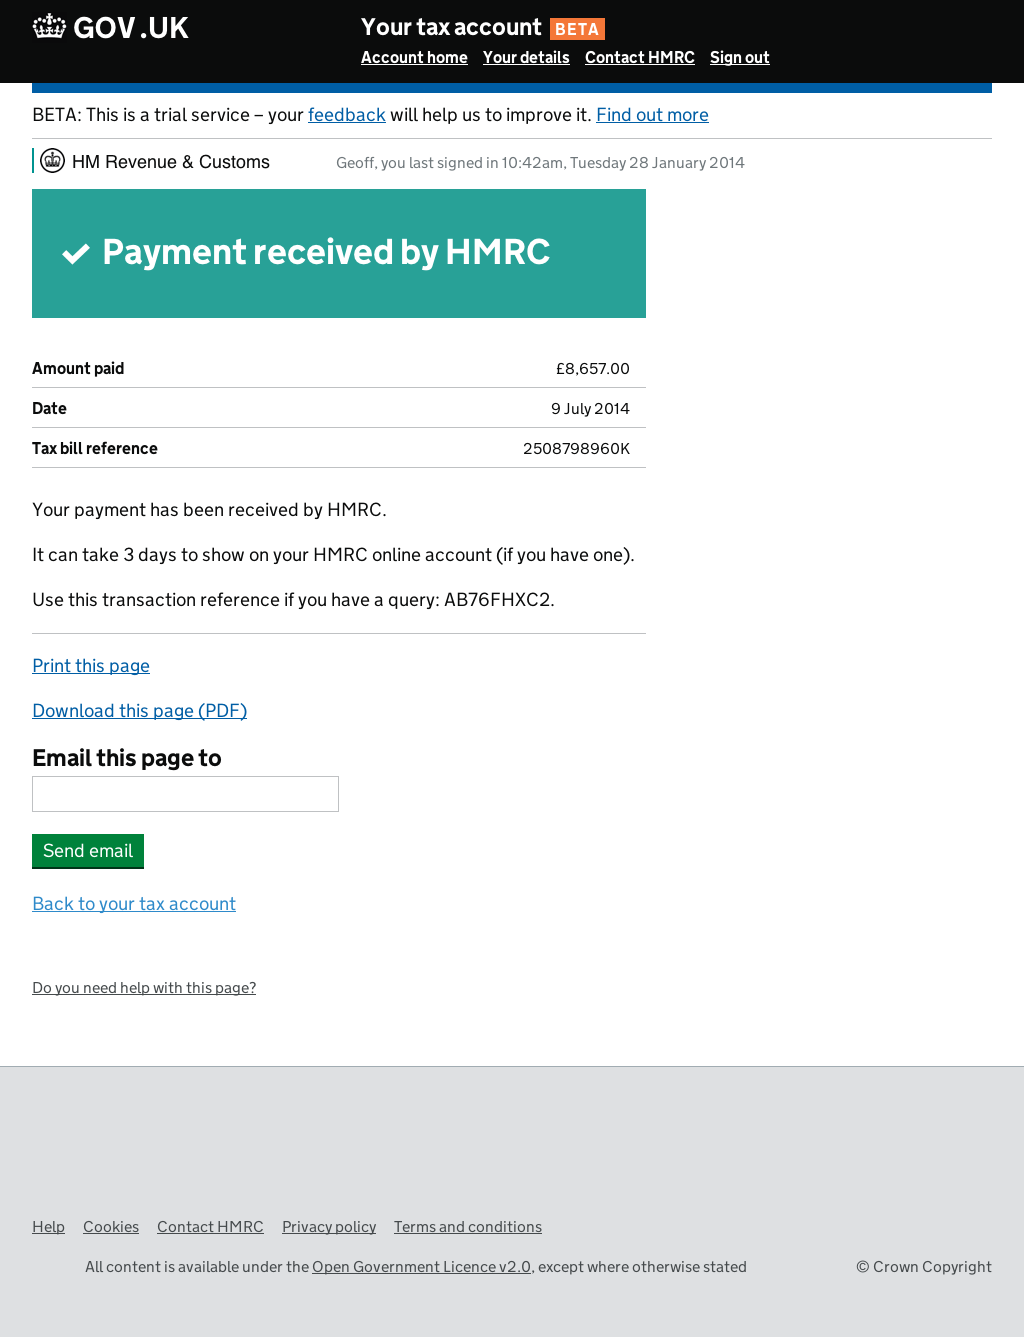 GOV.UK
Your tax account BETA
Account home Your details Contact HMRC Sign out
BETA: This is a trial service – your feedback will help us to improve it. Find out more
HM Revenue & Customs
Geoff, you last signed in 10:42am, Tuesday 28 January 2014
Payment received by HMRC
Amount paid £8,657.00
Date 9 July 2014
Tax bill reference 2508798960K
Your payment has been received by HMRC.
It can take 3 days to show on your HMRC online account (if you have one).
Use this transaction reference if you have a query: AB76FHXC2.
Print this page
Download this page (PDF)
Email this page to
Send email
Back to your tax account
Do you need help with this page?
Help Cookies Contact HMRC Privacy policy Terms and conditions
All content is available under the Open Government Licence v2.0, except where otherwise stated
© Crown Copyright